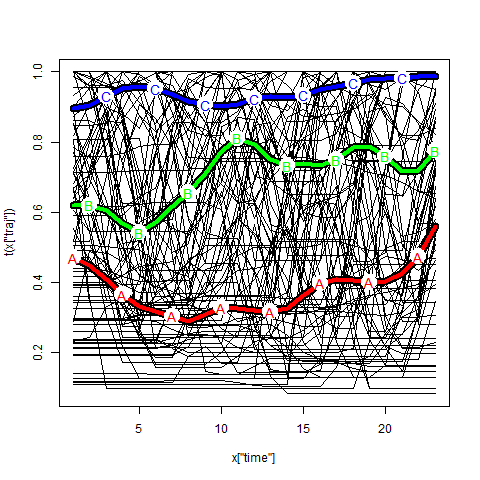 1.0
0.8
0.6
0.4
0.2
t(x["traj"])
C C C C C C C C
B B B B B B B B
A A A A A A A A
5 10 15 20
x["time"]